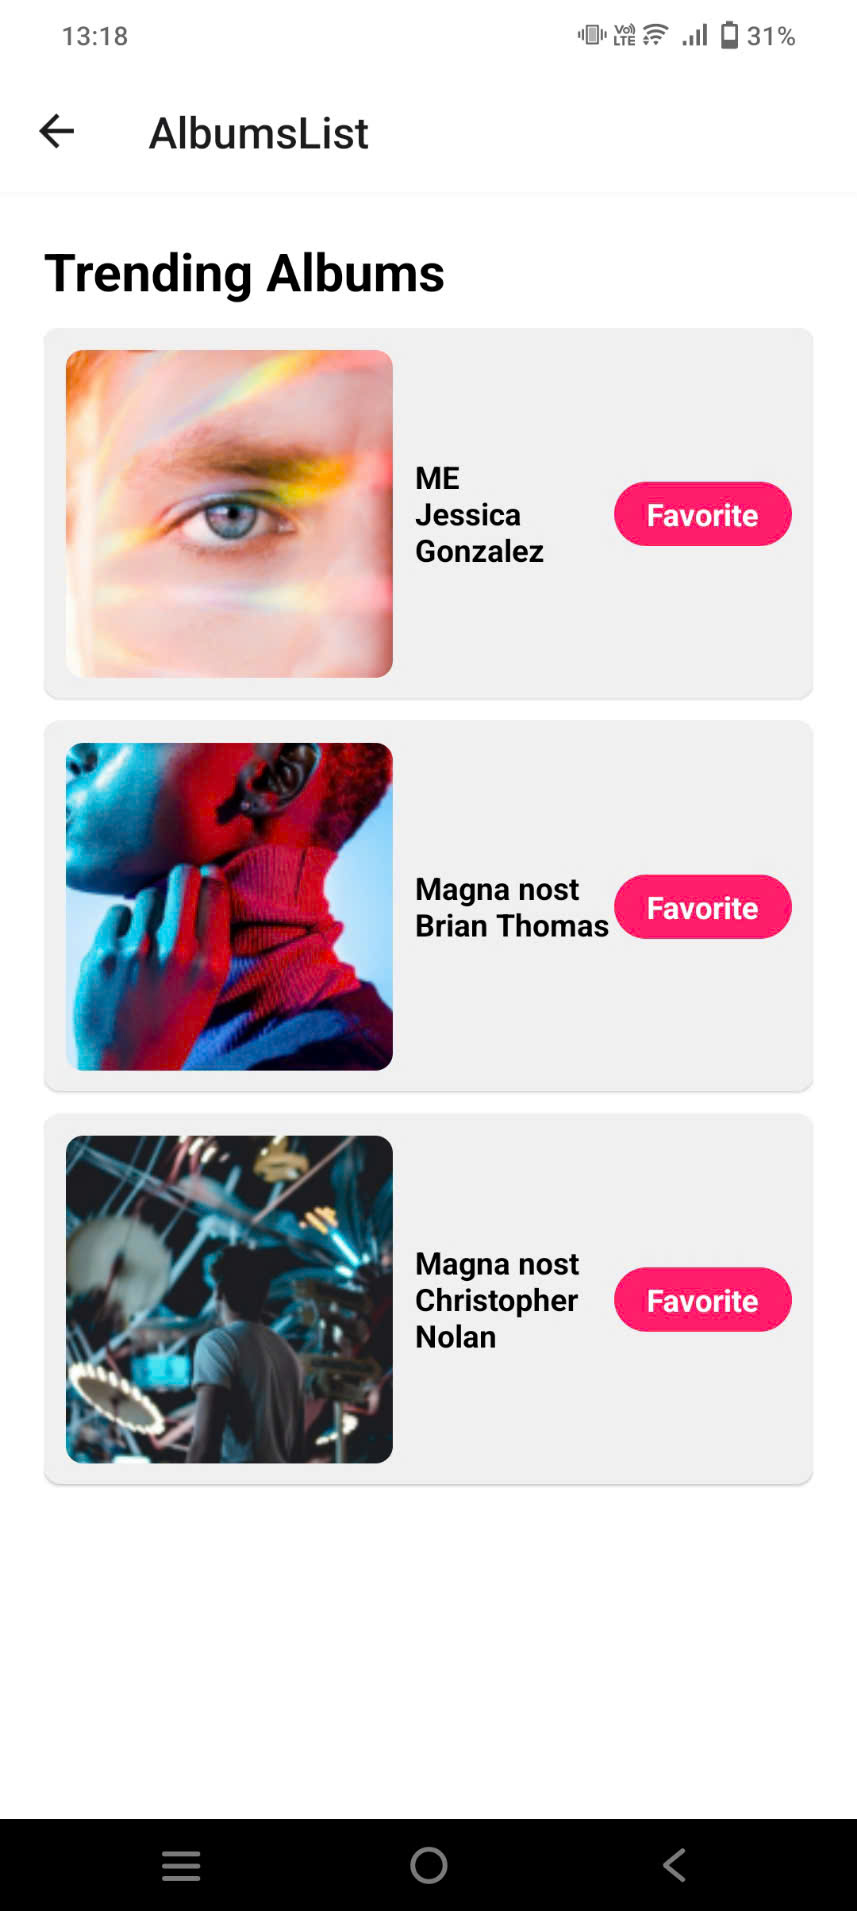 13:18
Vo) LTE 31%
AlbumsList
Trending Albums
ME
Jessica
Gonzalez
Favorite
Magna nost
Brian Thomas
Favorite
Magna nost
Christopher
Nolan
Favorite